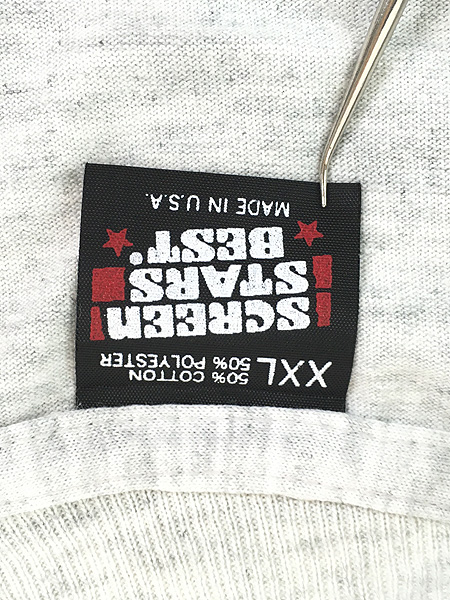 XXL
50% COTTON
50% POLYESTER
SCREEN
STARS
BEST.
MADE IN U.S.A.